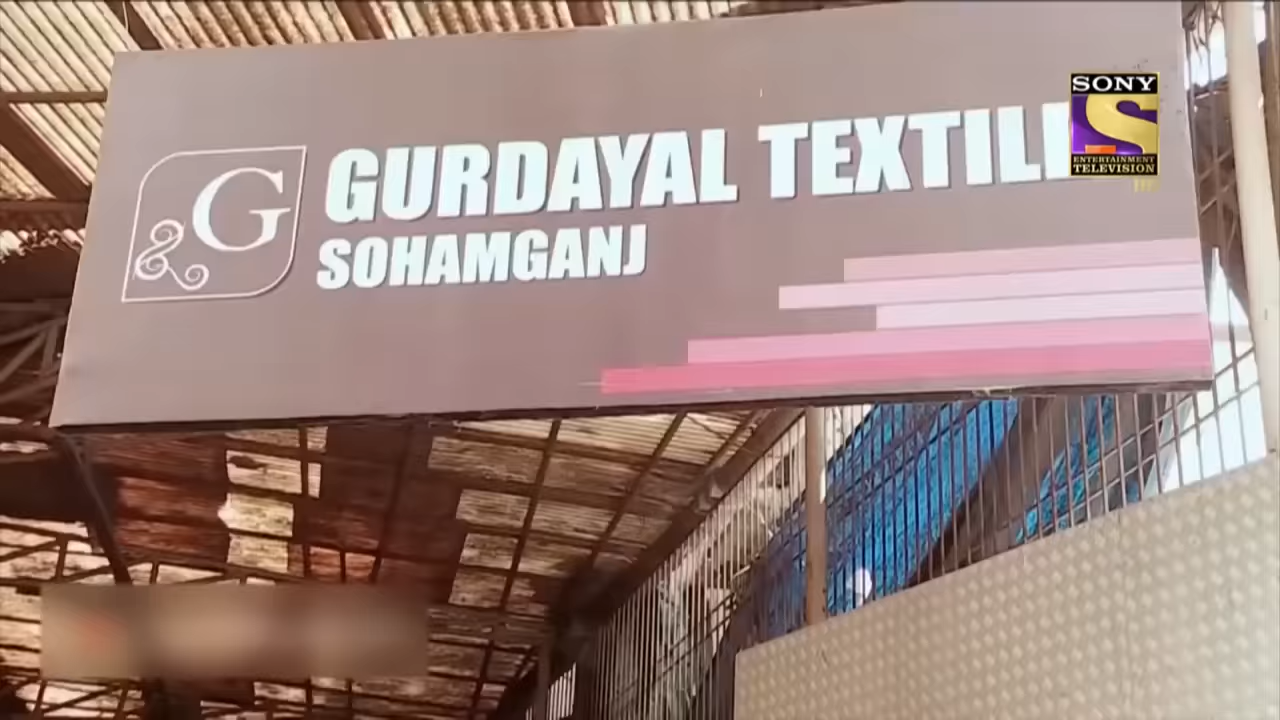 G
GURDAYAL TEXTIL
SOHAMGANJ
SONY
S
ENTERTAINMENT
TELEVISION